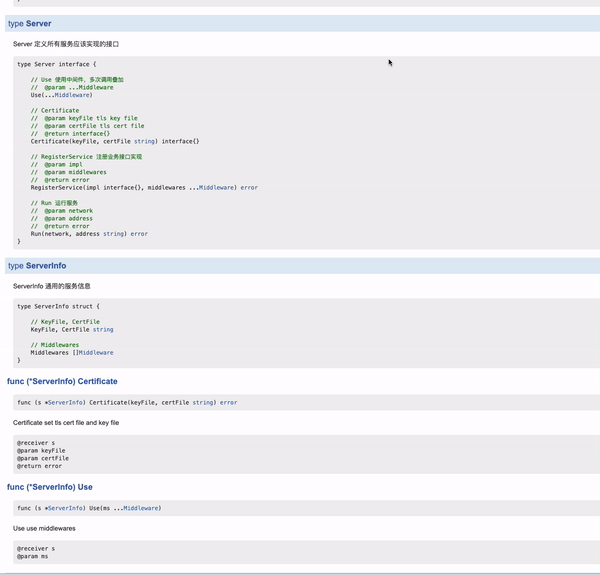 type Server
Server 定义所有服务应该实现的接口
type Server interface {
// Use 使用中间件，多次调用叠加
//  @param ...Middleware
Use(...Middleware)
// Certificate
//  @param keyFile tls key file
//  @param certFile tls cert file
//  @return interface{}
Certificate(keyFile, certFile string) interface{}
// RegisterService 注册业务接口实现
//  @param impl
//  @param middlewares
//  @return error
RegisterService(impl interface{}, middlewares ...Middleware) error
// Run 运行服务
//  @param network
//  @param address
//  @return error
Run(network, address string) error
}
type ServerInfo
ServerInfo 通用的服务信息
type ServerInfo struct {
// KeyFile, CertFile
KeyFile, CertFile string
// Middlewares
Middlewares []Middleware
}
func (*ServerInfo) Certificate
func (s *ServerInfo) Certificate(keyFile, certFile string) error
Certificate set tls cert file and key file
@receiver s
@param keyFile
@param certFile
@return error
func (*ServerInfo) Use
func (s *ServerInfo) Use(ms ...Middleware)
Use use middlewares
@receiver s
@param ms